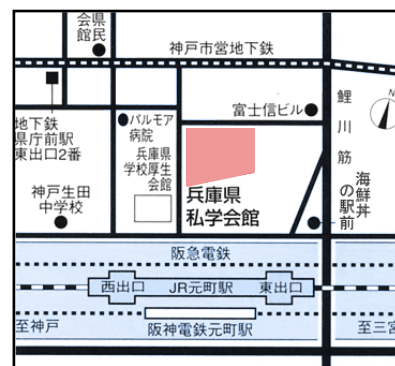 会県
館民
神戸市営地下鉄
N
富士信ビル
鯉川筋
パルモア
病院
地下鉄
県庁前駅
東出口2番
兵庫県
学校厚生
会館
神戸生田
中学校
兵庫県
私学会館
海鮮丼
の駅前
阪急電鉄
西出口
JR元町駅
東出口
至神戸
阪神電鉄元町駅
至三宮